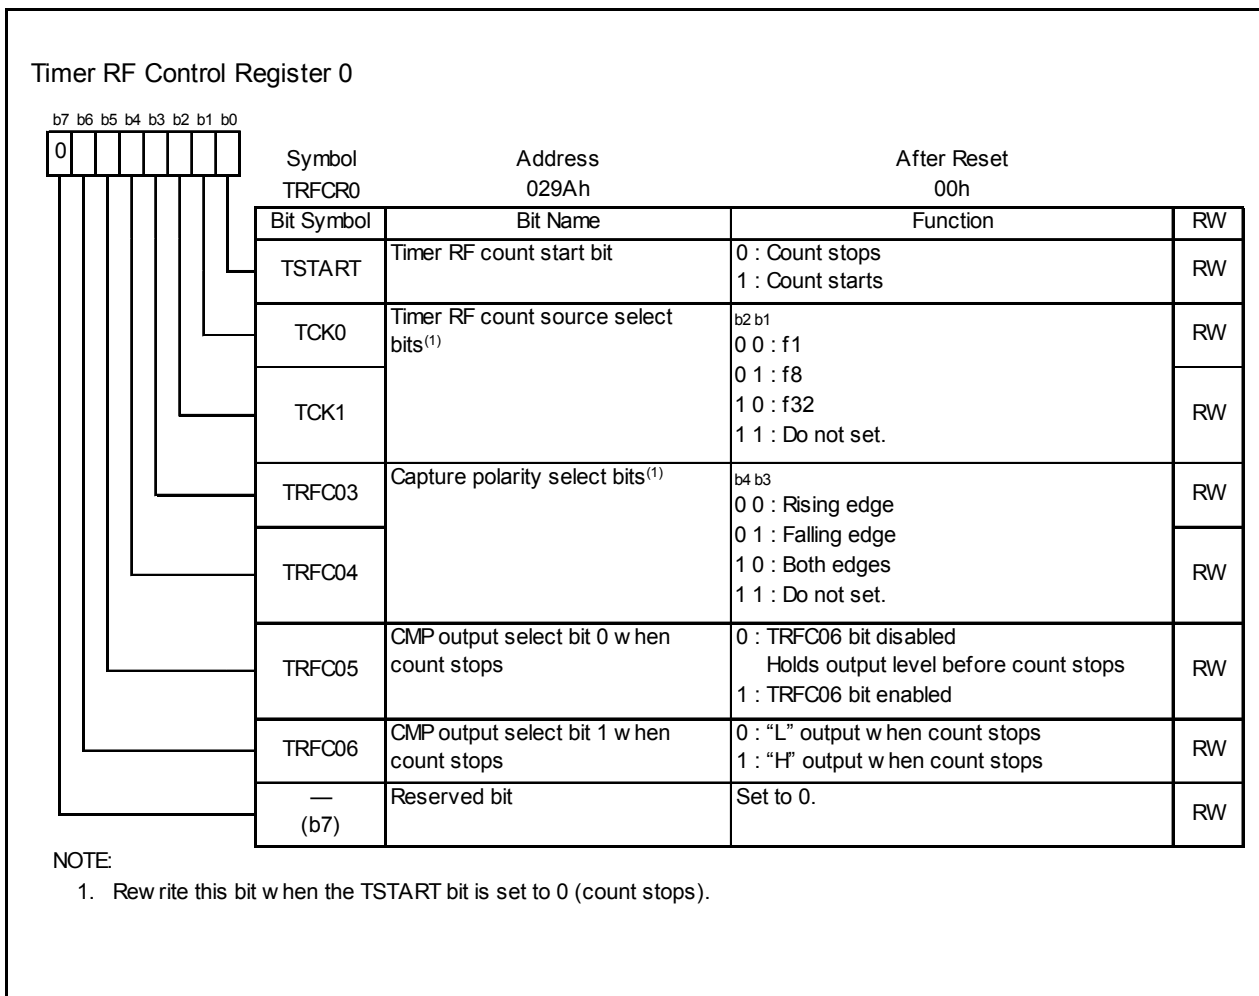 Timer RF Control Register 0
b7 b6 b5 b4 b3 b2 b1 b0
0
Symbol Address After Reset
TRFCR0 029Ah 00h
Bit Symbol Bit Name Function RW
TSTART Timer RF count start bit 0 : Count stops RW
1 : Count starts
TCK0 Timer RF count source select b2 b1 RW
bits(1) 0 0 : f1
0 1 : f8
TCK1 1 0 : f32 RW
1 1 : Do not set.
TRFC03 Capture polarity select bits(1) b4 b3 RW
0 0 : Rising edge
0 1 : Falling edge
TRFC04 1 0 : Both edges RW
1 1 : Do not set.
TRFC05 CMP output select bit 0 when 0 : TRFC06 bit disabled RW
count stops Holds output level before count stops
1 : TRFC06 bit enabled
TRFC06 CMP output select bit 1 when 0 : “L” output when count stops RW
count stops 1 : “H” output when count stops
— Reserved bit Set to 0. RW
(b7)
NOTE:
1. Rewrite this bit when the TSTART bit is set to 0 (count stops).